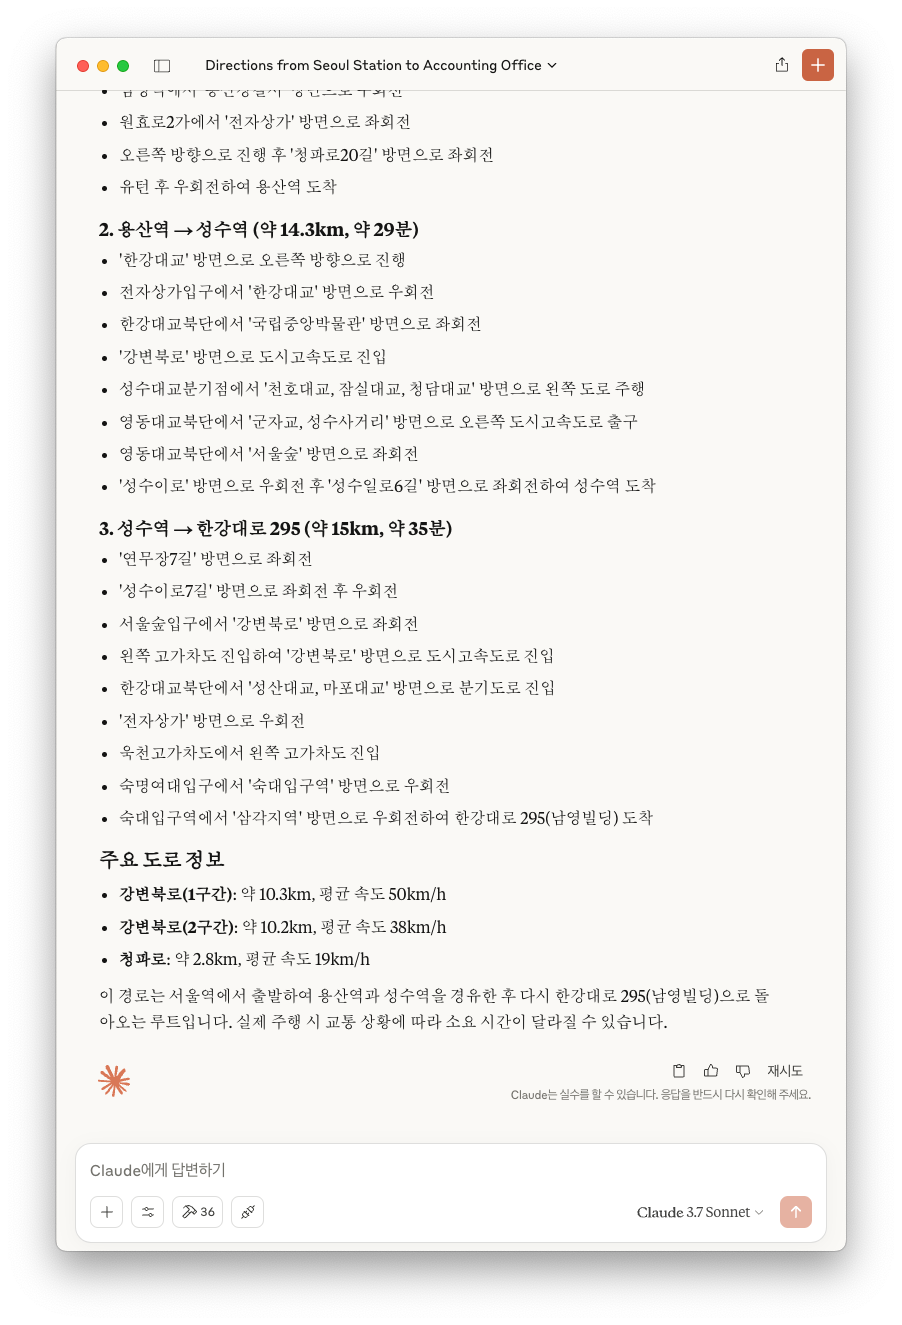 Directions from Seoul Station to Accounting Office
원효로2가에서 '전자상가' 방면으로 좌회전
오른쪽 방향으로 진행 후 '청파로20길' 방면으로 좌회전
유턴 후 우회전하여 용산역 도착
2. 용산역 → 성수역 (약 14.3km, 약 29분)
'한강대교' 방면으로 오른쪽 방향으로 진행
전자상가입구에서 '한강대교' 방면으로 우회전
한강대교북단에서 '국립중앙박물관' 방면으로 좌회전
'강변북로' 방면으로 도시고속도로 진입
성수대교분기점에서 '천호대교, 잠실대교, 청담대교' 방면으로 왼쪽 도로 주행
영동대교북단에서 '군자교, 성수사거리' 방면으로 오른쪽 도시고속도로 출구
영동대교북단에서 '서울숲' 방면으로 좌회전
'성수이로' 방면으로 우회전 후 '성수일로6길' 방면으로 좌회전하여 성수역 도착
3. 성수역 → 한강대로 295 (약 15km, 약 35분)
'연무장7길' 방면으로 좌회전
'성수이로7길' 방면으로 좌회전 후 우회전
서울숲입구에서 '강변북로' 방면으로 좌회전
왼쪽 고가차도 진입하여 '강변북로' 방면으로 도시고속도로 진입
한강대교북단에서 '성산대교, 마포대교' 방면으로 분기도로 진입
'전자상가' 방면으로 우회전
욱천고가차도에서 왼쪽 고가차도 진입
숙명여대입구에서 '숙대입구역' 방면으로 우회전
숙대입구역에서 '삼각지역' 방면으로 우회전하여 한강대로 295(남영빌딩) 도착
주요 도로 정보
강변북로(1구간): 약 10.3km, 평균 속도 50km/h
강변북로(2구간): 약 10.2km, 평균 속도 38km/h
청파로: 약 2.8km, 평균 속도 19km/h
이 경로는 서울역에서 출발하여 용산역과 성수역을 경유한 후 다시 한강대로 295(남영빌딩)으로 돌
아오는 루트입니다. 실제 주행 시 교통 상황에 따라 소요 시간이 달라질 수 있습니다.
재시도
Claude는 실수를 할 수 있습니다. 응답을 반드시 다시 확인해 주세요.
Claude에게 답변하기
36
Claude 3.7 Sonnet